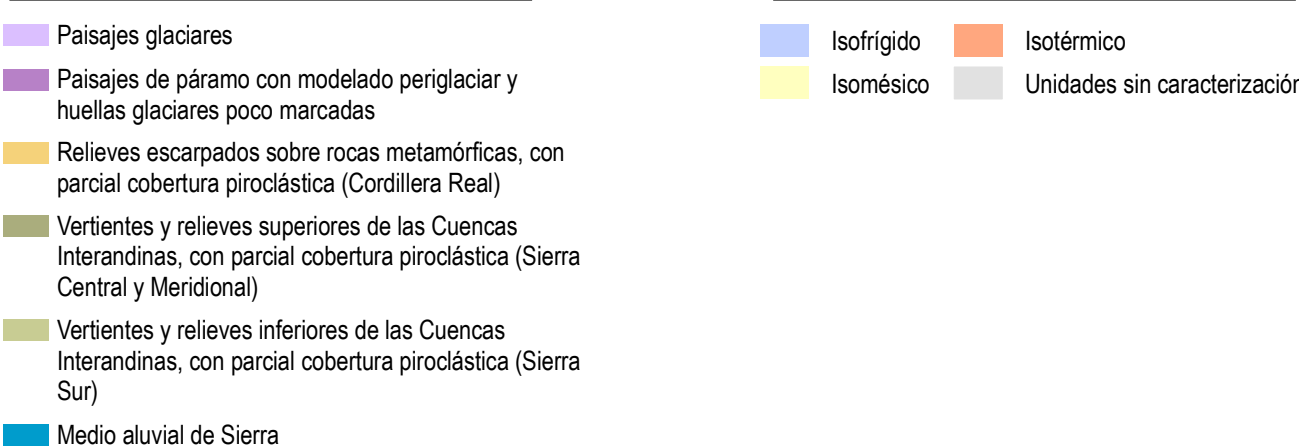 Paisajes glaciares
Paisajes de páramo con modelado periglaciar y
huellas glaciares poco marcadas
Relieves escarpados sobre rocas metamórficas, con
parcial cobertura piroclástica (Cordillera Real)
Vertientes y relieves superiores de las Cuencas
Interandinas, con parcial cobertura piroclástica (Sierra
Central y Meridional)
Vertientes y relieves inferiores de las Cuencas
Interandinas, con parcial cobertura piroclástica (Sierra
Sur)
Medio aluvial de Sierra
Isofrígido
Isotérmico
Isomésico
Unidades sin caracterización